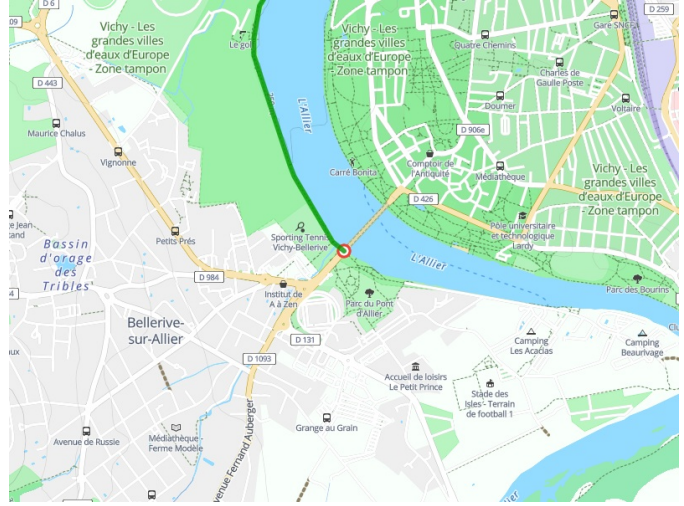 D 6
09
Vichy - Les
grandes villes
d'eaux d'Europe
- Zone tampon
Le gol
Vichy - Les
grandes villes
d'eaux d'Europe
- Zone tampon
D 259
Gare SNCF
Quatre Chemins
Charles de
Gaulle Poste
Doumer
Voltaire
D 443
Maurice Chalus
L'Allier
D 906e
Vignonne
Carré Bonita
Comptoir de
l'Antiquité
Médiathèque
Vichy - Les
grandes villes
d'eaux d'Europe
- Zone tampon
D 426
Pôle universitaire
et technologique
Lardy
Petits Prés
Sporting Tennis
Vichy-Bellerive
Bassin
d'orage
des
Tribles
D 984
L'Allier
Institut de
A à Zen
Parc du Pont
d'Allier
Parc des Bourins
Bellerive-
sur-Allier
D 131
Camping
Les Acacias
Camping
Beaurivage
D 1093
Accueil de loisirs
Le Petit Prince
Stade des
Isles - Terrain
de football 1
Avenue de Russie
Médiathèque -
Ferme Modèle
Avenue Fernand Auberger
Grange au Grain